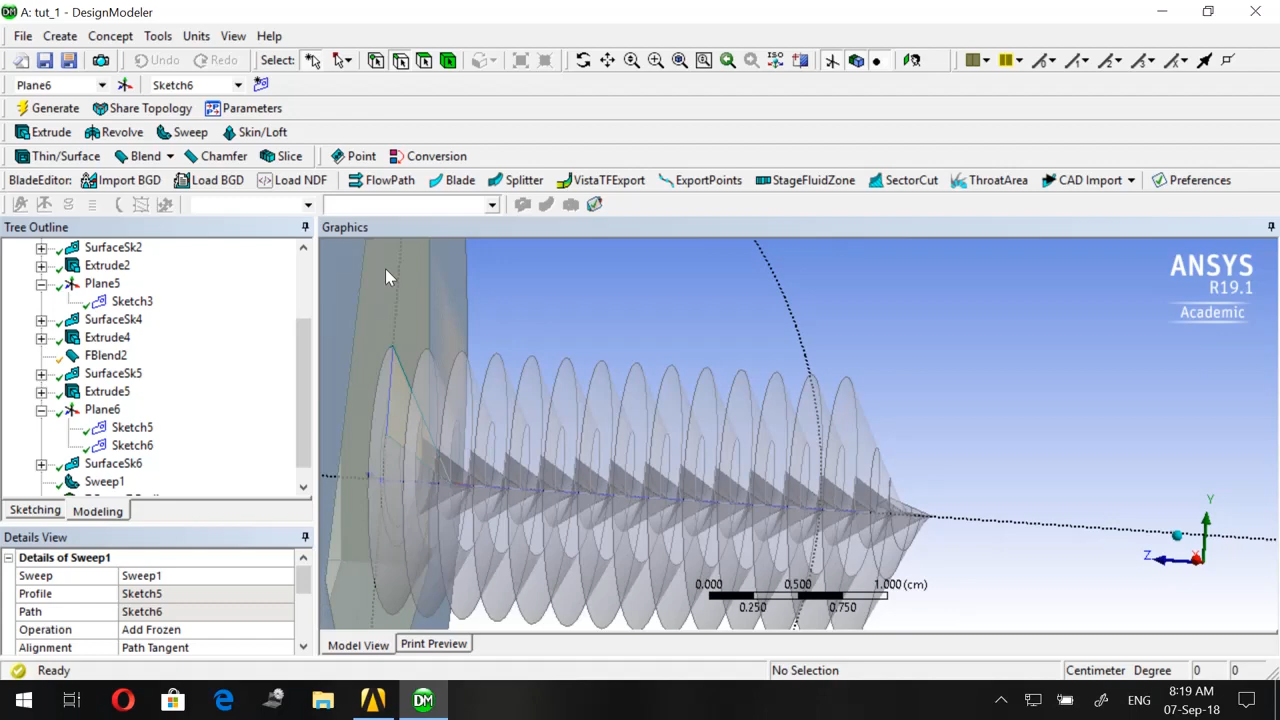 A: tut_1 - DesignModeler
File Create Concept Tools Units View Help
Undo Redo Select: ISO
Plane6 Sketch6
Generate Share Topology Parameters
Extrude Revolve Sweep Skin/Loft
Thin/Surface Blend Chamfer Slice Point Conversion
BladeEditor: Import BGD Load BGD Load NDF FlowPath Blade Splitter VistaTFExport ExportPoints StageFluidZone SectorCut ThroatArea CAD Import Preferences
Tree Outline
Graphics
SurfaceSk2
Extrude2
Plane5
Sketch3
SurfaceSk4
Extrude4
FBlend2
SurfaceSk5
Extrude5
Plane6
Sketch5
Sketch6
SurfaceSk6
Sweep1
Sketching Modeling
Details View
Details of Sweep1
Sweep Sweep1
Profile Sketch5
Path Sketch6
Operation Add Frozen
Alignment Path Tangent
ANSYS
R19.1
Academic
Y
Z
X
0.000 0.500 1.000 (cm)
0.250 0.750
Model View Print Preview
Ready No Selection Centimeter Degree 0 0
DM ENG 8:19 AM
07-Sep-18